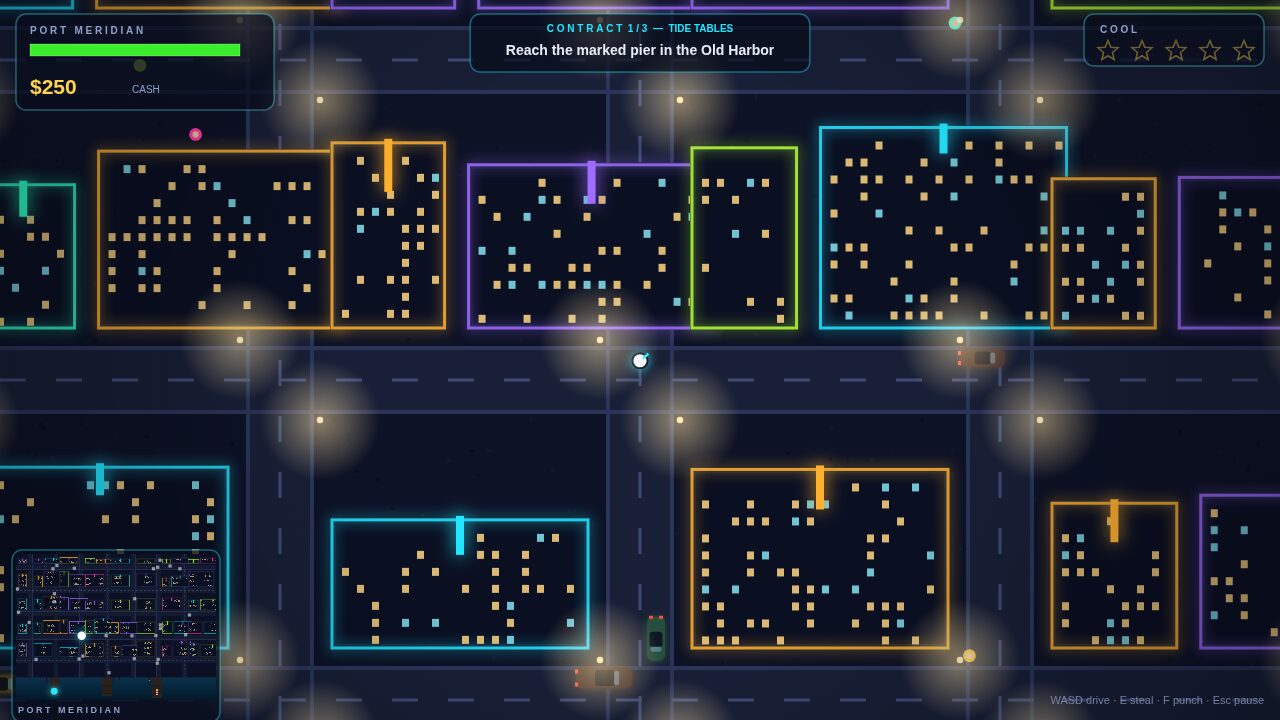 PORT MERIDIAN
$250
CASH
CONTRACT 1/3 — TIDE TABLES
Reach the marked pier in the Old Harbor
COOL
PORT MERIDIAN
WASD drive · E steal · F punch · Esc pause